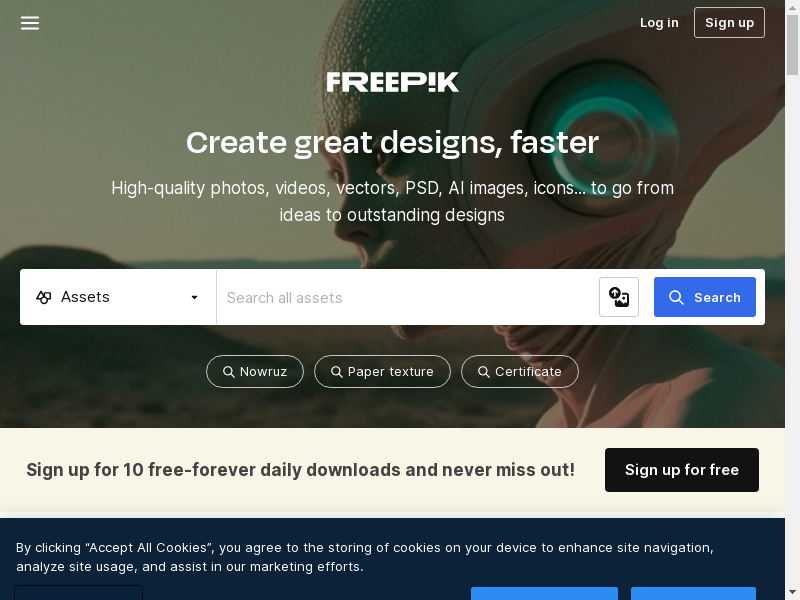 Log in
Sign up
FREEPIK
Create great designs, faster
High-quality photos, videos, vectors, PSD, AI images, icons... to go from
ideas to outstanding designs
Assets
Search all assets
Search
Nowruz
Paper texture
Certificate
Sign up for 10 free-forever daily downloads and never miss out!
Sign up for free
By clicking “Accept All Cookies”, you agree to the storing of cookies on your device to enhance site navigation,
analyze site usage, and assist in our marketing efforts.